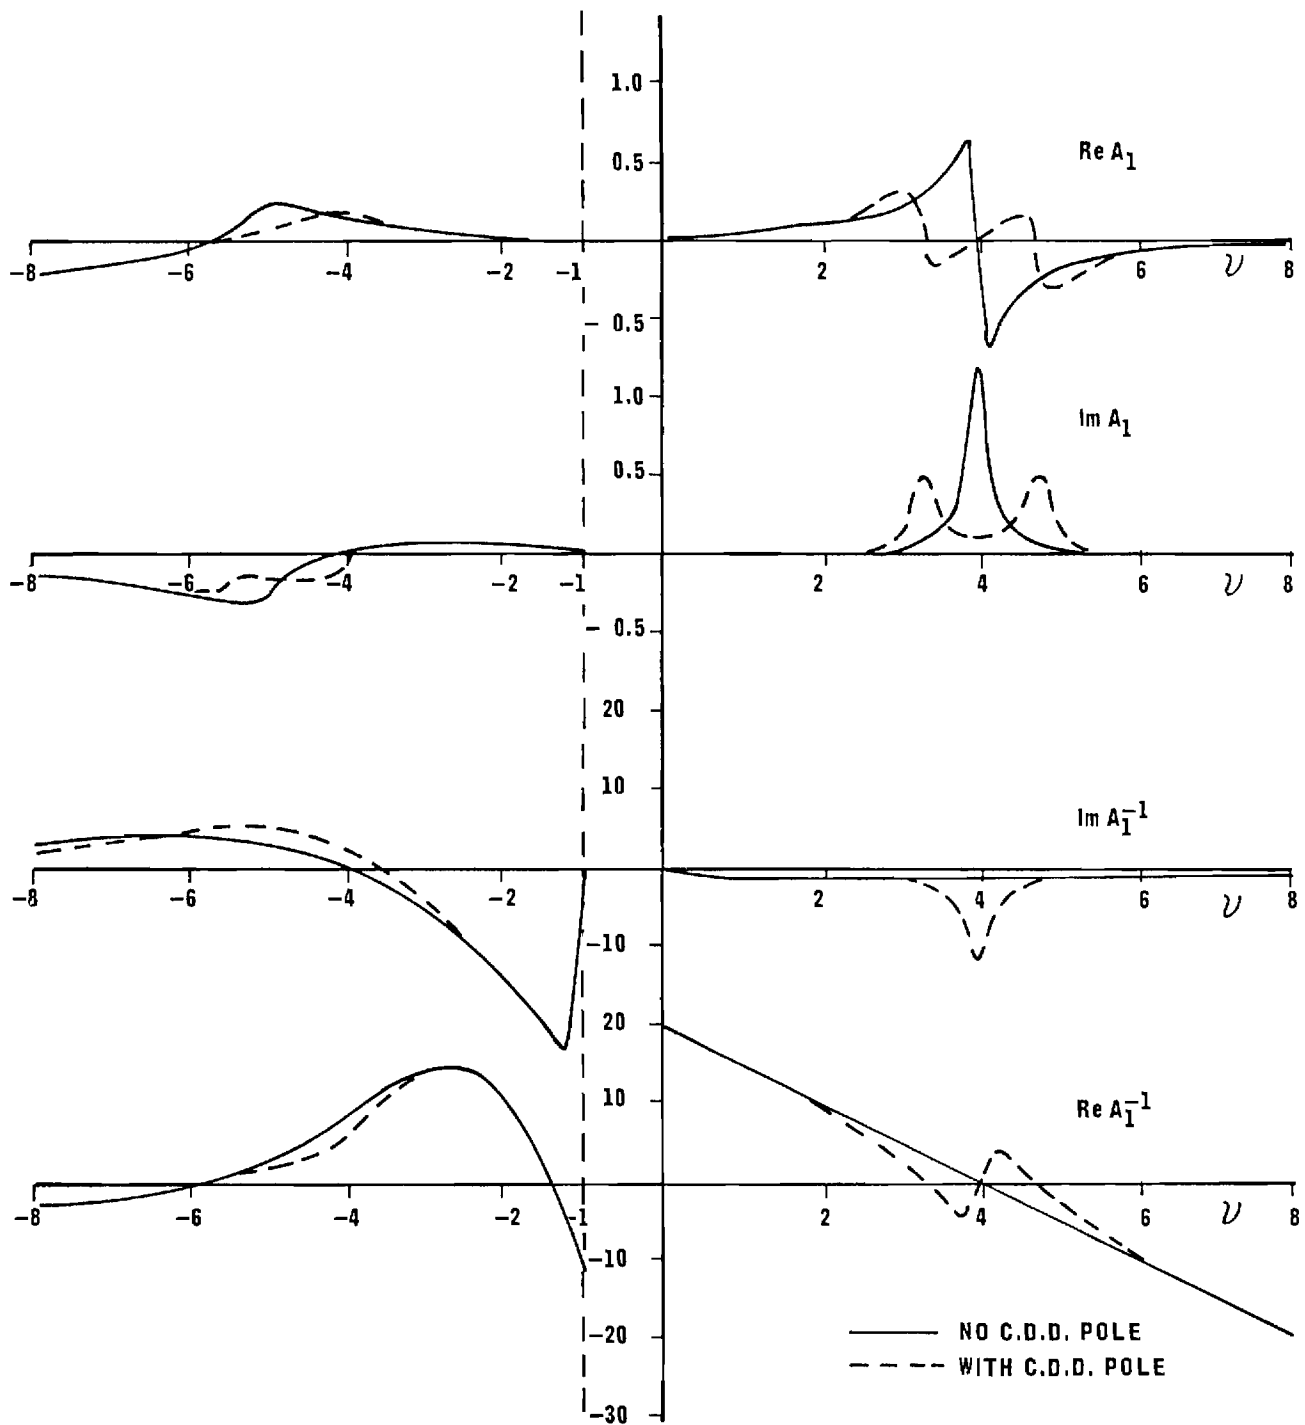 1.0
0.5
Re A1
-8 -6 -4 -2 -1 2 4 6 ν 8
- 0.5
1.0
Im A1
0.5
-8 -6 -4 -2 -1 2 4 6 ν 8
- 0.5
20
10
Im A1^-1
-8 -6 -4 -2 2 4 6 ν 8
-10
20
10
Re A1^-1
-8 -6 -4 -2 -1 2 4 6 ν 8
-10
NO C.D.D. POLE
-20
WITH C.D.D. POLE
-30